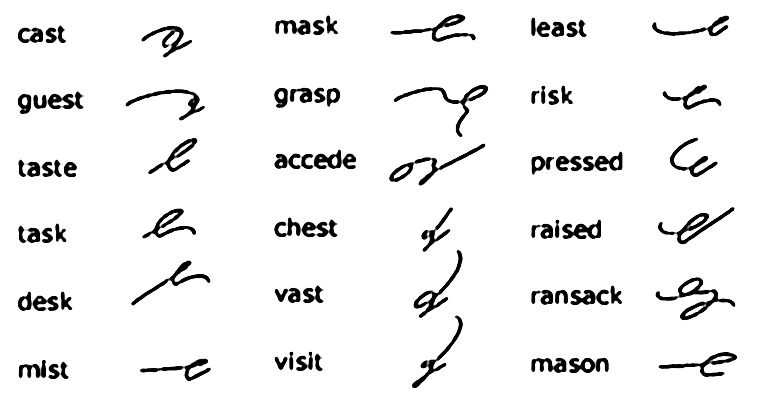 cast mask least
guest grasp risk
taste accede pressed
task chest raised
desk vast ransack
mist visit mason